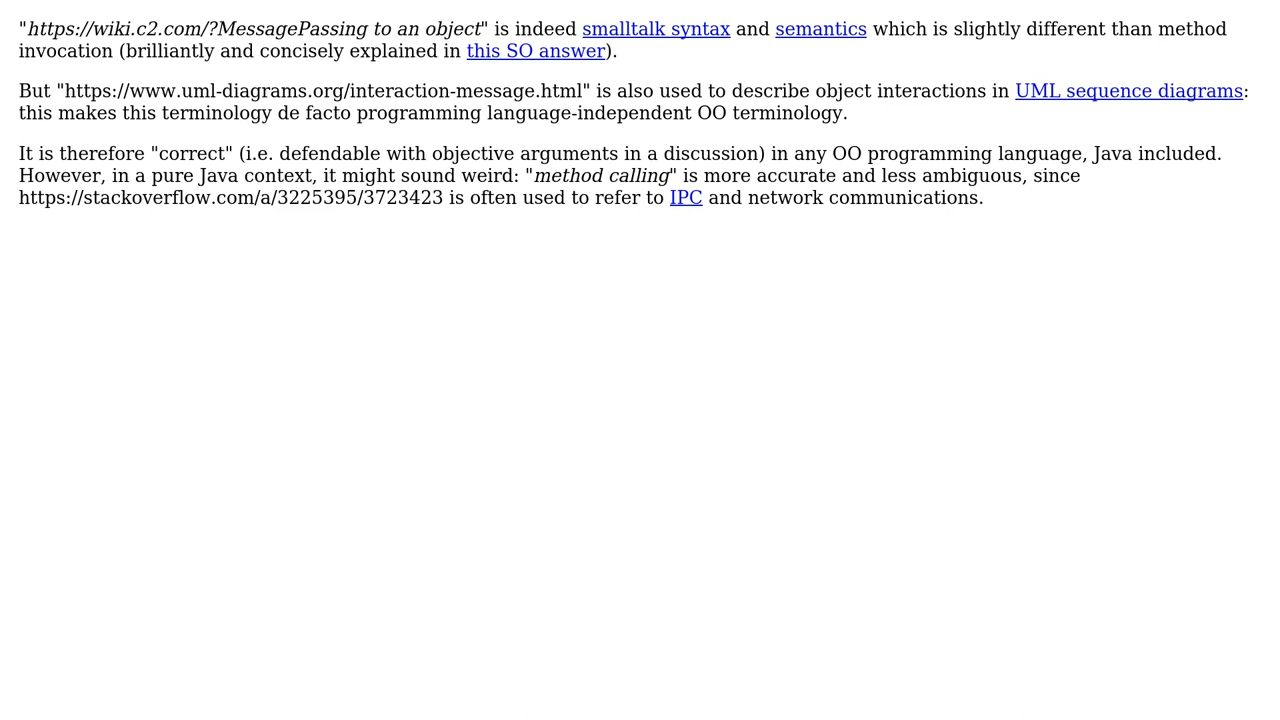 "https://wiki.c2.com/?MessagePassing to an object" is indeed smalltalk syntax and semantics which is slightly different than method
invocation (brilliantly and concisely explained in this SO answer).
But "https://www.uml-diagrams.org/interaction-message.html" is also used to describe object interactions in UML sequence diagrams:
this makes this terminology de facto programming language-independent OO terminology.
It is therefore "correct" (i.e. defendable with objective arguments in a discussion) in any OO programming language, Java included.
However, in a pure Java context, it might sound weird: "method calling" is more accurate and less ambiguous, since
https://stackoverflow.com/a/3225395/3723423 is often used to refer to IPC and network communications.